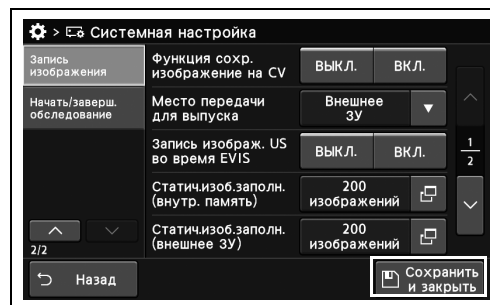 > Системная настройка
Запись
изображения
Начать/заверш.
обследование
2/2
Функция сохр.
изображение на CV
ВЫКЛ. ВКЛ.
Место передачи
для выпуска
Внешнее
ЗУ
Запись изображ. US
во время EVIS
ВЫКЛ. ВКЛ.
Статич.изоб.заполн.
(внутр. память)
200
изображений
Статич.изоб.заполн.
(внешнее ЗУ)
200
изображений
1
2
Назад
Сохранить
и закрыть